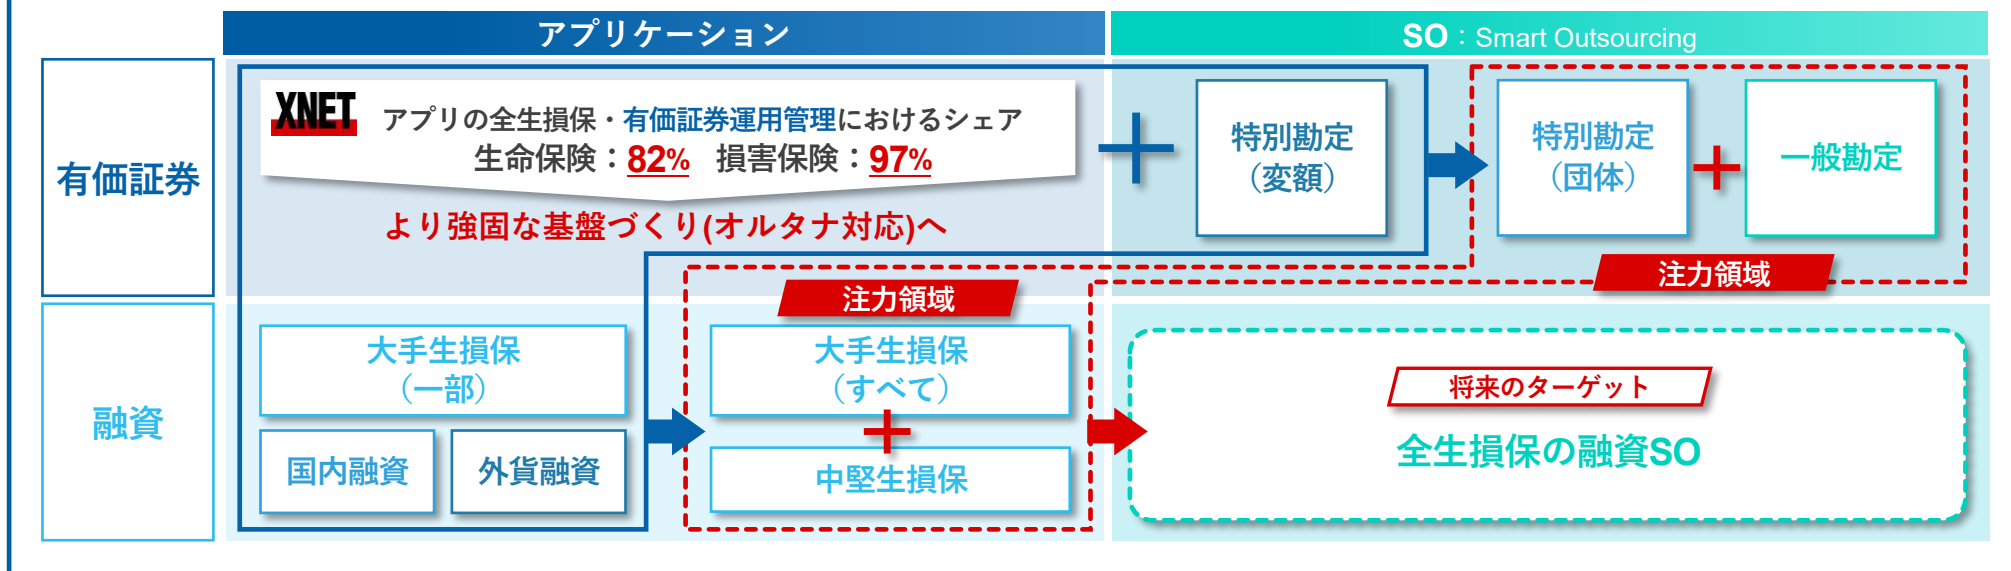 アプリケーション
SO：Smart Outsourcing
有価証券
XNET
アプリの全生損保・有価証券運用管理におけるシェア
生命保険：82% 損害保険：97%
より強固な基盤づくり(オルタナ対応)へ
＋
特別勘定
（変額）
特別勘定
（団体）
＋
一般勘定
注力領域
融資
大手生損保
（一部）
国内融資
外貨融資
注力領域
大手生損保
（すべて）
＋
中堅生損保
将来のターゲット
全生損保の融資SO